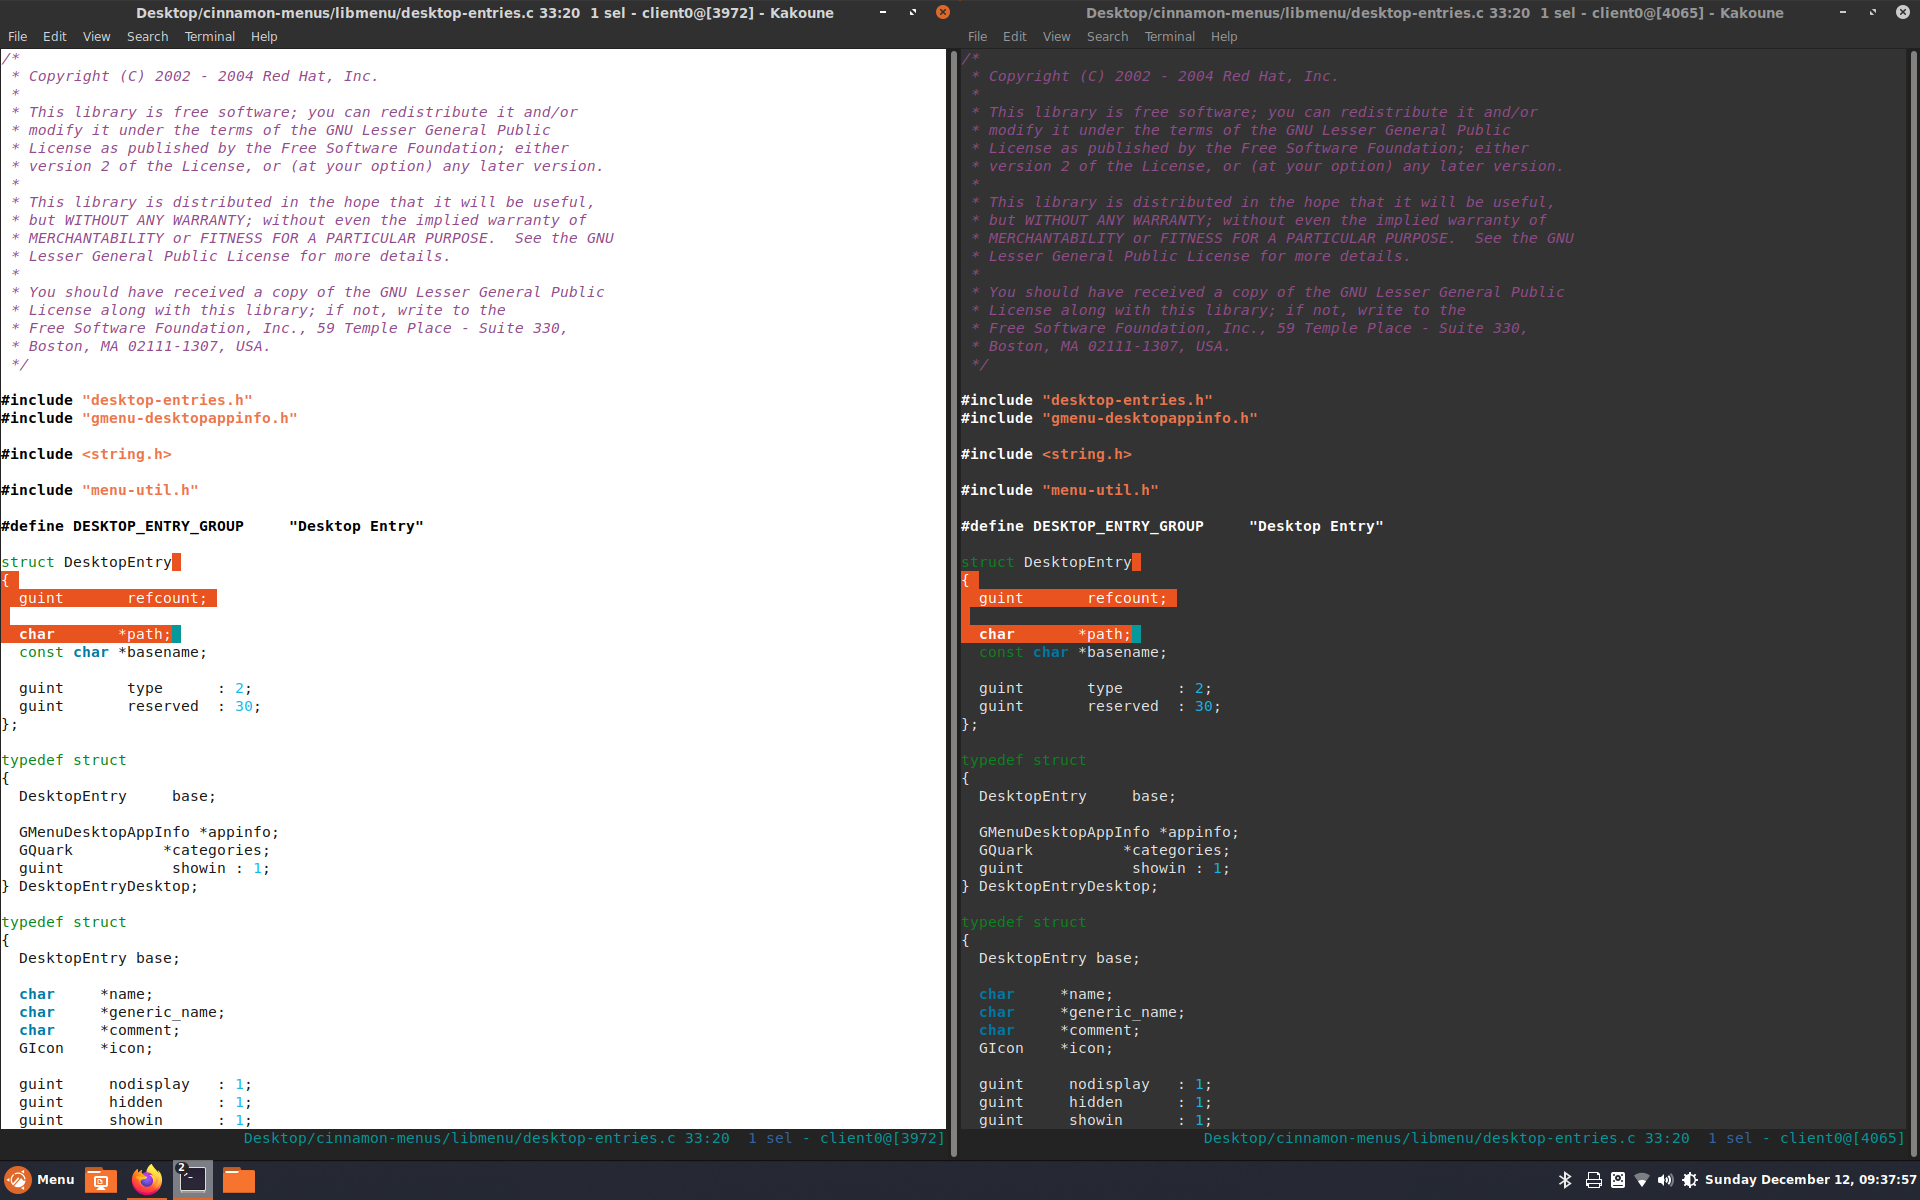 Desktop/cinnamon-menus/libmenu/desktop-entries.c 33:20  1 sel - client0@[3972] - Kakoune
File Edit View Search Terminal Help
/*
 * Copyright (C) 2002 - 2004 Red Hat, Inc.
 *
 * This library is free software; you can redistribute it and/or
 * modify it under the terms of the GNU Lesser General Public
 * License as published by the Free Software Foundation; either
 * version 2 of the License, or (at your option) any later version.
 *
 * This library is distributed in the hope that it will be useful,
 * but WITHOUT ANY WARRANTY; without even the implied warranty of
 * MERCHANTABILITY or FITNESS FOR A PARTICULAR PURPOSE.  See the GNU
 * Lesser General Public License for more details.
 *
 * You should have received a copy of the GNU Lesser General Public
 * License along with this library; if not, write to the
 * Free Software Foundation, Inc., 59 Temple Place - Suite 330,
 * Boston, MA 02111-1307, USA.
 */
#include "desktop-entries.h"
#include "gmenu-desktopappinfo.h"
#include <string.h>
#include "menu-util.h"
#define DESKTOP_ENTRY_GROUP     "Desktop Entry"
struct DesktopEntry
{
  guint       refcount;
  char       *path;
  const char *basename;
  guint       type      : 2;
  guint       reserved  : 30;
};
typedef struct
{
  DesktopEntry     base;
  GMenuDesktopAppInfo *appinfo;
  GQuark          *categories;
  guint            showin : 1;
} DesktopEntryDesktop;
typedef struct
{
  DesktopEntry base;
  char     *name;
  char     *generic_name;
  char     *comment;
  GIcon    *icon;
  guint     nodisplay   : 1;
  guint     hidden      : 1;
  guint     showin      : 1;
Desktop/cinnamon-menus/libmenu/desktop-entries.c 33:20  1 sel - client0@[3972]
Desktop/cinnamon-menus/libmenu/desktop-entries.c 33:20  1 sel - client0@[4065] - Kakoune
File Edit View Search Terminal Help
/*
 * Copyright (C) 2002 - 2004 Red Hat, Inc.
 *
 * This library is free software; you can redistribute it and/or
 * modify it under the terms of the GNU Lesser General Public
 * License as published by the Free Software Foundation; either
 * version 2 of the License, or (at your option) any later version.
 *
 * This library is distributed in the hope that it will be useful,
 * but WITHOUT ANY WARRANTY; without even the implied warranty of
 * MERCHANTABILITY or FITNESS FOR A PARTICULAR PURPOSE.  See the GNU
 * Lesser General Public License for more details.
 *
 * You should have received a copy of the GNU Lesser General Public
 * License along with this library; if not, write to the
 * Free Software Foundation, Inc., 59 Temple Place - Suite 330,
 * Boston, MA 02111-1307, USA.
 */
#include "desktop-entries.h"
#include "gmenu-desktopappinfo.h"
#include <string.h>
#include "menu-util.h"
#define DESKTOP_ENTRY_GROUP     "Desktop Entry"
struct DesktopEntry
{
  guint       refcount;
  char       *path;
  const char *basename;
  guint       type      : 2;
  guint       reserved  : 30;
};
typedef struct
{
  DesktopEntry     base;
  GMenuDesktopAppInfo *appinfo;
  GQuark          *categories;
  guint            showin : 1;
} DesktopEntryDesktop;
typedef struct
{
  DesktopEntry base;
  char     *name;
  char     *generic_name;
  char     *comment;
  GIcon    *icon;
  guint     nodisplay   : 1;
  guint     hidden      : 1;
  guint     showin      : 1;
Desktop/cinnamon-menus/libmenu/desktop-entries.c 33:20  1 sel - client0@[4065]
Menu 2 Sunday December 12, 09:37:57